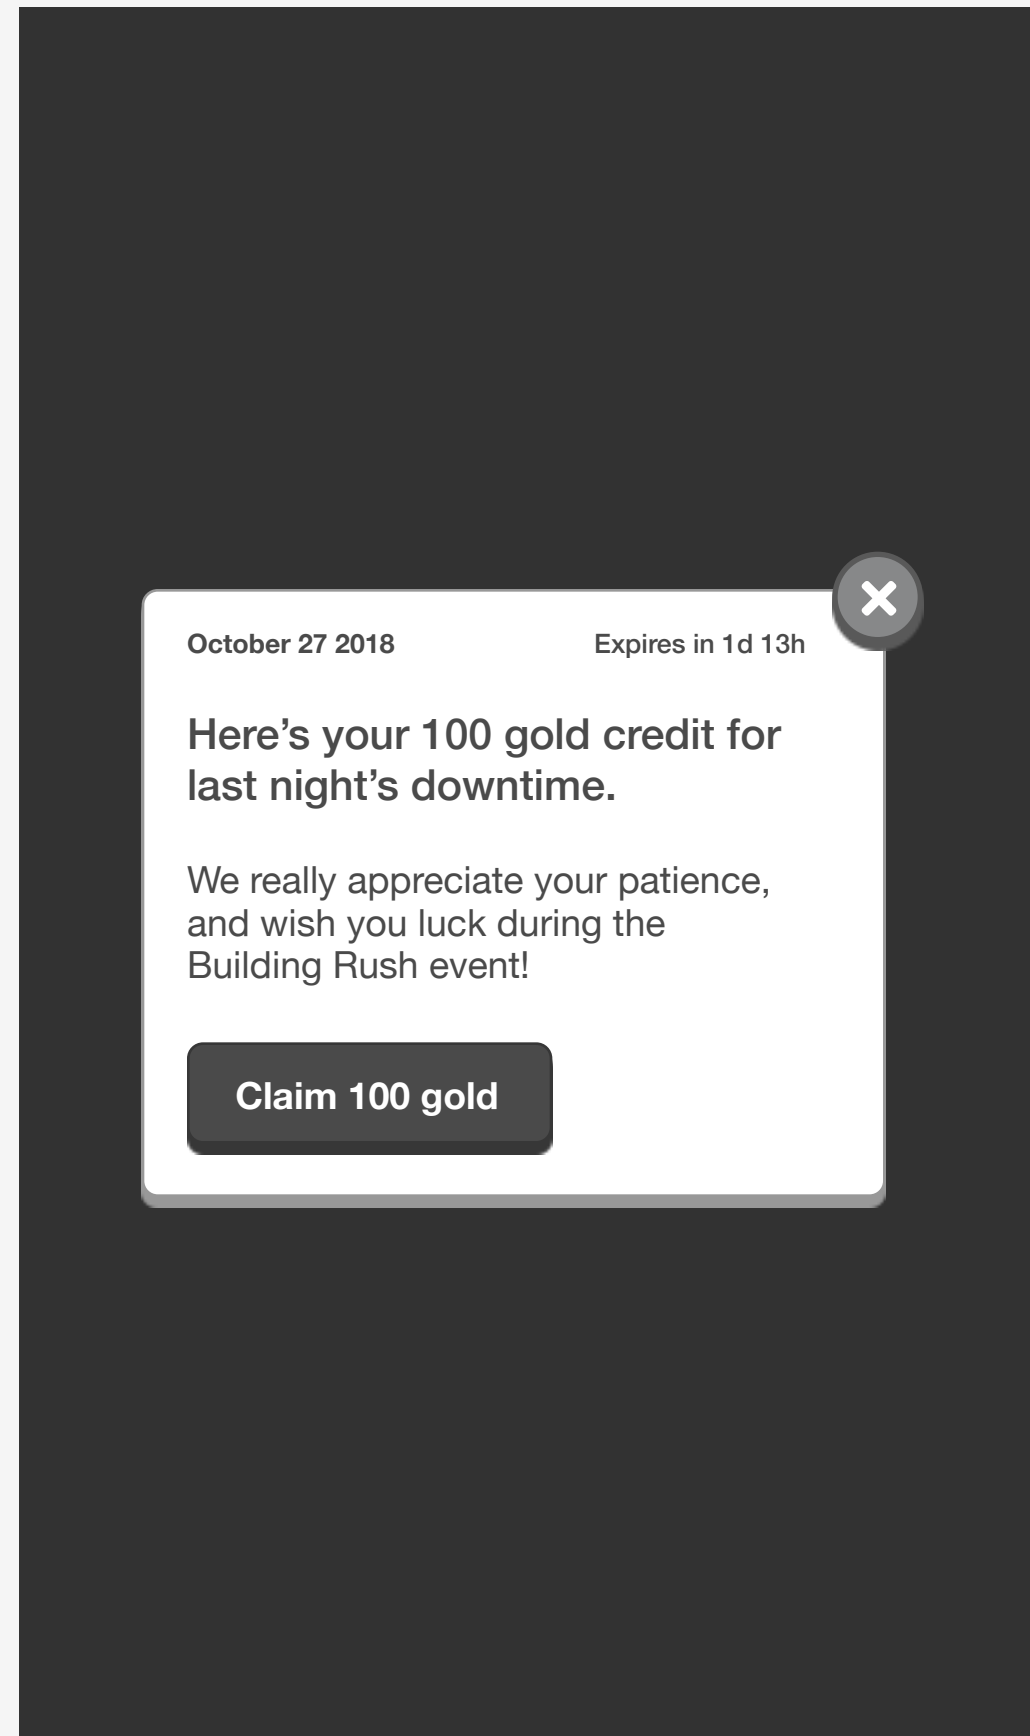 October 27 2018 Expires in 1d 13h
Here’s your 100 gold credit for
last night’s downtime.
We really appreciate your patience,
and wish you luck during the
Building Rush event!
Claim 100 gold